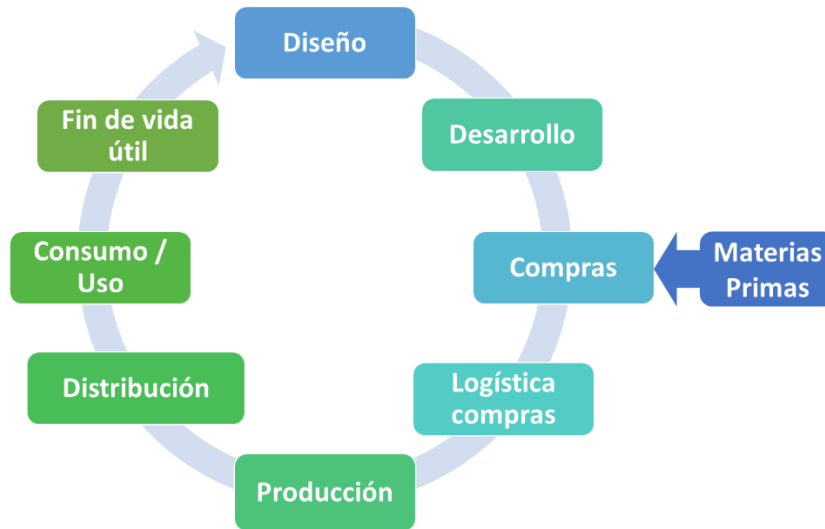 Diseño
Desarrollo
Compras
Materias
Primas
Logística
compras
Producción
Distribución
Consumo /
Uso
Fin de vida
útil